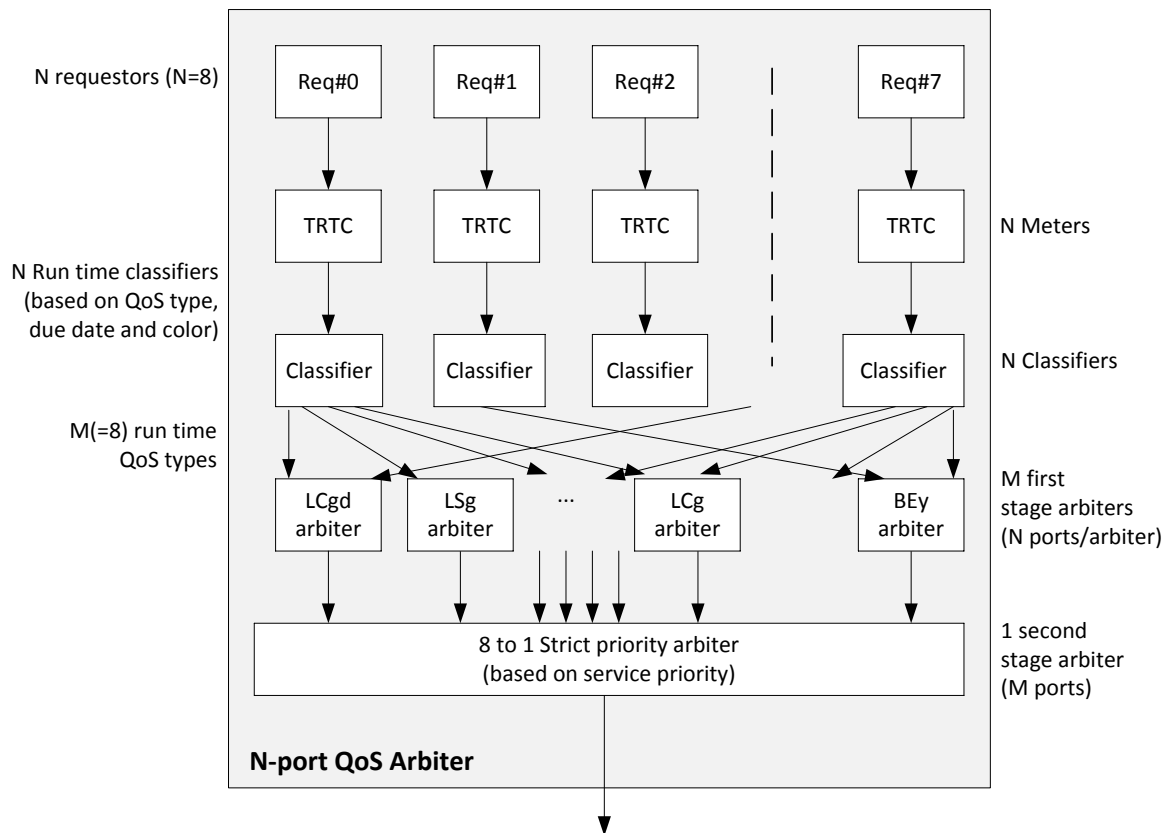 N requestors (N=8)
Req#0
Req#1
Req#2
Req#7
TRTC
TRTC
TRTC
TRTC
N Meters
N Run time classifiers
(based on QoS type,
due date and color)
Classifier
Classifier
Classifier
Classifier
N Classifiers
M(=8) run time
QoS types
LCgd
arbiter
LSg
arbiter
...
LCg
arbiter
BEy
arbiter
M first
stage arbiters
(N ports/arbiter)
8 to 1 Strict priority arbiter
(based on service priority)
1 second
stage arbiter
(M ports)
N-port QoS Arbiter